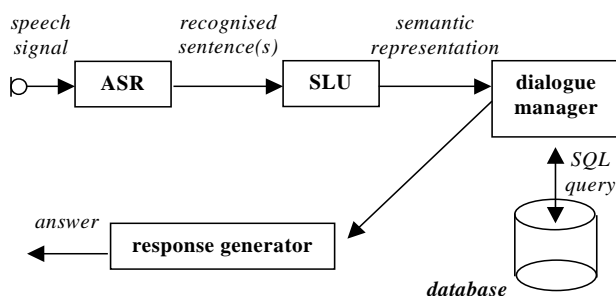 speech
signal
recognised
sentence(s)
semantic
representation
ASR
SLU
dialogue
manager
SQL
query
answer
response generator
database